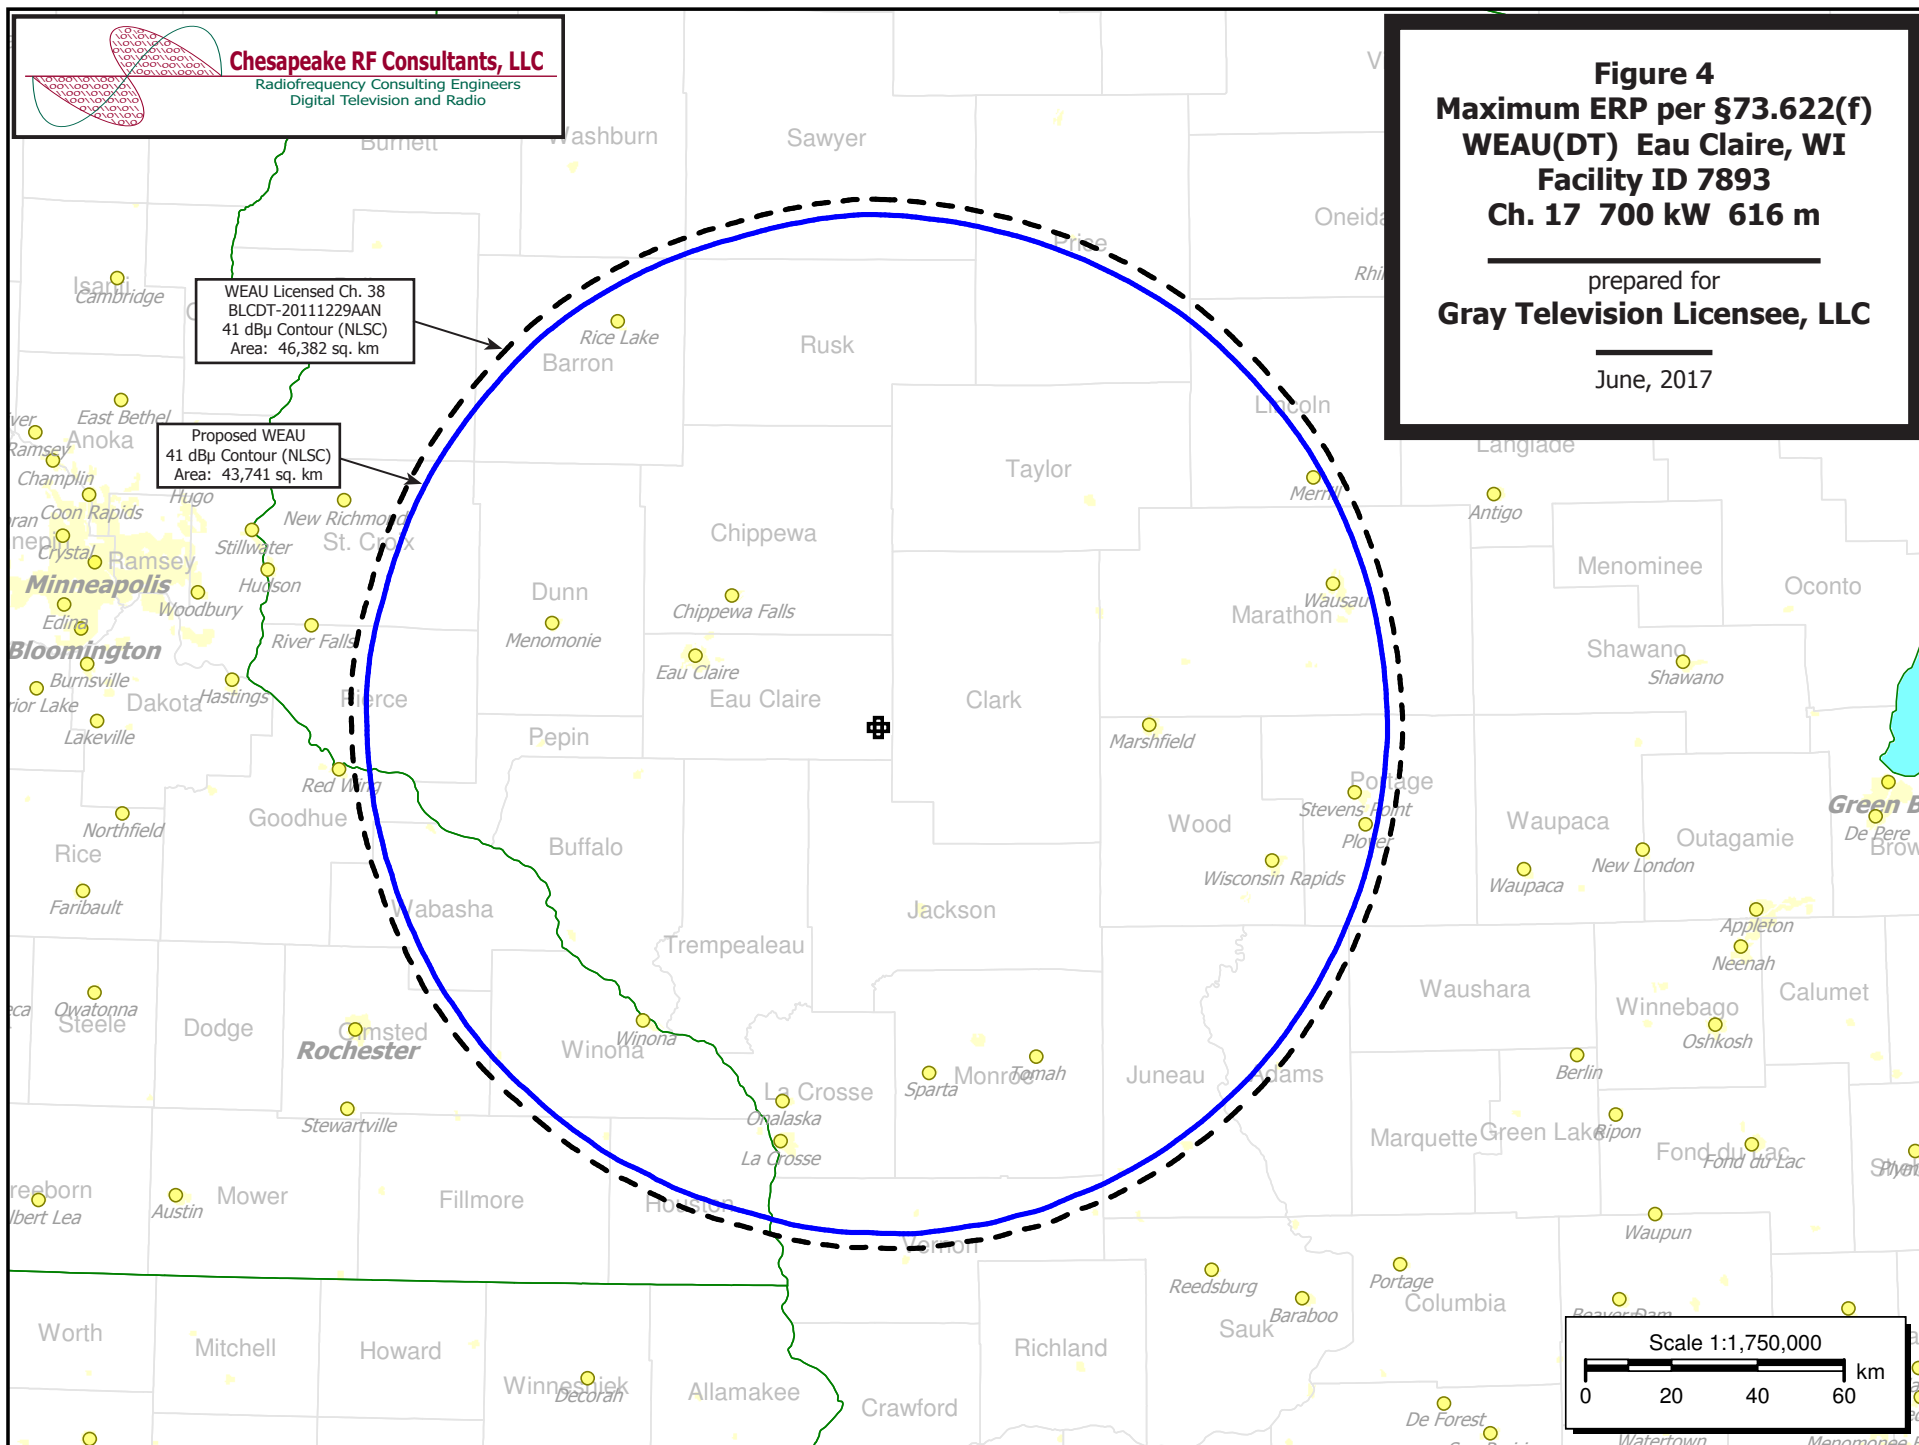 Chesapeake RF Consultants, LLC
Radiofrequency Consulting Engineers
Digital Television and Radio
Figure 4
Maximum ERP per §73.622(f)
WEAU(DT) Eau Claire, WI
Facility ID 7893
Ch. 17 700 kW 616 m
prepared for
Gray Television Licensee, LLC
June, 2017
WEAU Licensed Ch. 38
BLCDT-20111229AAN
41 dBµ Contour (NLSC)
Area: 46,382 sq. km
Proposed WEAU
41 dBµ Contour (NLSC)
Area: 43,741 sq. km
Burnett
Washburn
Sawyer
Price
Isanti
Cambridge
Rice Lake
Barron
Rusk
Lincoln
Langlade
East Bethel
Anoka
Ramsey
Champlin
Hugo
Coon Rapids
New Richmond
St. Croix
Stillwater
Crystal
Ramsey
Hudson
Minneapolis
Woodbury
Edina
River Falls
Bloomington
Burnsville
Dakota
Hastings
Lakeville
Pierce
Red Wing
Goodhue
Northfield
Rice
Faribault
Taylor
Merrill
Antigo
Chippewa
Menominee
Oconto
Dunn
Chippewa Falls
Menomonie
Wausau
Marathon
Shawano
Shawano
Eau Claire
Eau Claire
Clark
Pepin
Marshfield
Portage
Stevens Point
Plover
Wood
Wisconsin Rapids
Waupaca
Waupaca
New London
Outagamie
De Pere
Buffalo
Wabasha
Jackson
Trempealeau
Appleton
Neenah
Owatonna
Steele
Dodge
Olmsted
Rochester
Winona
Winona
Waushara
Winnebago
Calumet
Oshkosh
Sparta
Monroe
Tomah
Juneau
Adams
Berlin
La Crosse
Onalaska
La Crosse
Stewartville
Marquette
Green Lake
Ripon
Fond du Lac
Fond du Lac
Mower
Austin
Fillmore
Houston
Vernon
Waupun
Reedsburg
Portage
Columbia
Baraboo
Sauk
Beaver Dam
Worth
Mitchell
Howard
Winneshiek
Decorah
Allamakee
Crawford
Richland
De Forest
Watertown
Scale 1:1,750,000
km
0 20 40 60